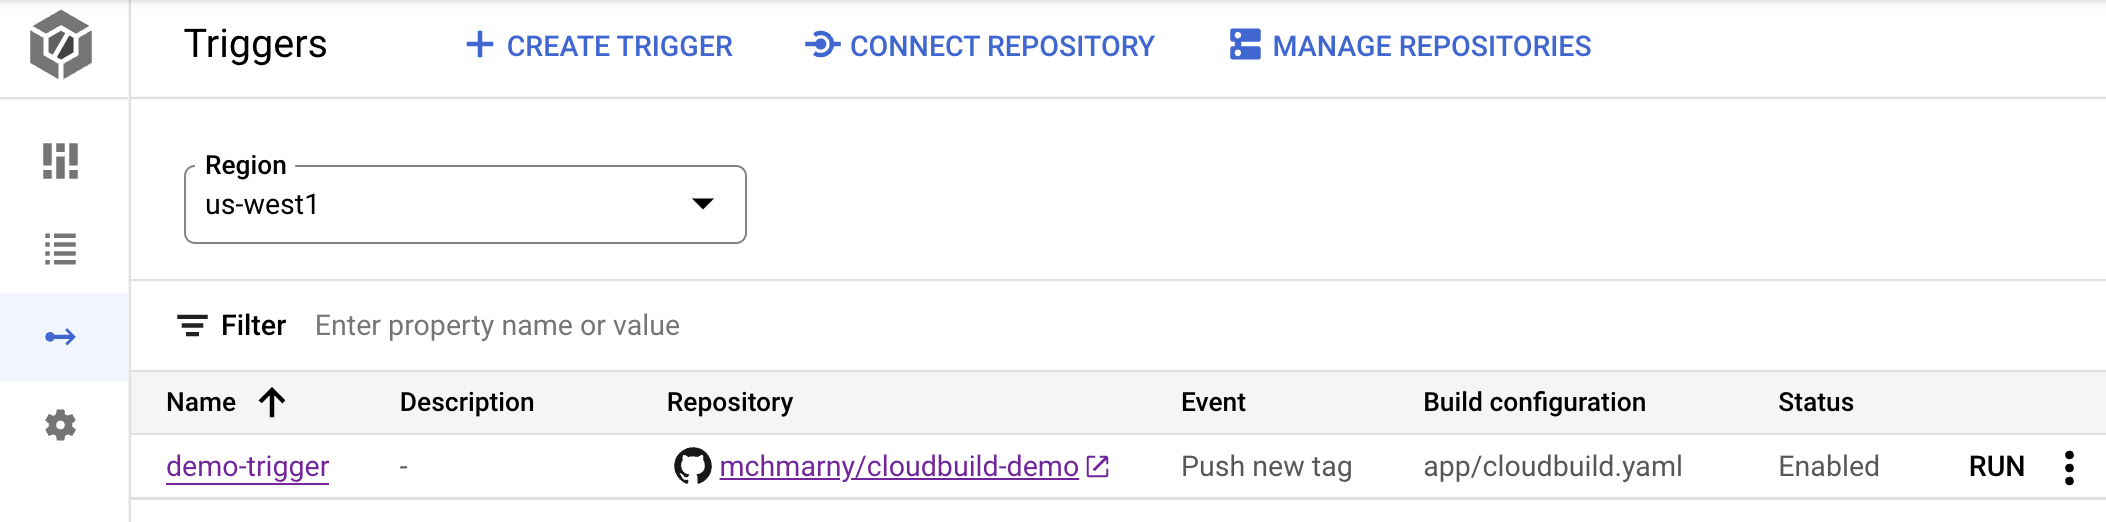 Triggers CREATE TRIGGER CONNECT REPOSITORY MANAGE REPOSITORIES
Region
us-west1
Filter Enter property name or value
Name Description Repository Event Build configuration Status
demo-trigger - mchmarny/cloudbuild-demo Push new tag app/cloudbuild.yaml Enabled RUN